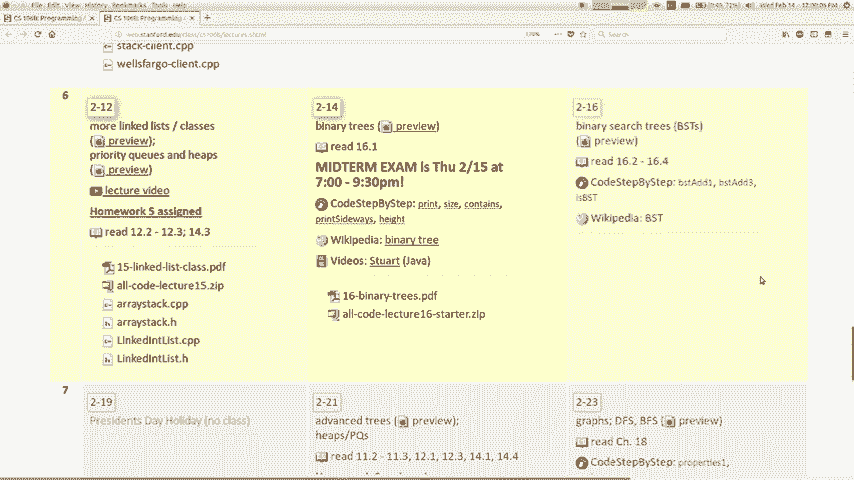 File Edit View History Bookmarks Tools Help
CS 106B Programming
CS 106B Programming
web.stanford.edu/class/cs106b/lectures.shtml
Search
stack-client.cpp
wellsfargo-client.cpp
6
2-12
more linked lists / classes
( preview);
priority queues and heaps
( preview)
lecture video
Homework 5 assigned
read 12.2 - 12.3; 14.3
15-linked-list-class.pdf
all-code-lecture15.zip
arraystack.cpp
arraystack.h
LinkedIntList.cpp
LinkedIntList.h
2-14
binary trees ( preview)
read 16.1
MIDTERM EXAM is Thu 2/15 at
7:00 - 9:30pm!
CodeStepByStep: print, size, contains,
printSideways, height
Wikipedia: binary tree
Videos: Stuart (Java)
16-binary-trees.pdf
all-code-lecture16-starter.zip
2-16
binary search trees (BSTs)
( preview)
read 16.2 - 16.4
CodeStepByStep: bstAdd1, bstAdd3,
isBST
Wikipedia: BST
7
2-19
Presidents Day Holiday (no class)
2-21
advanced trees ( preview);
heaps/PQs
read 11.2 - 11.3, 12.1, 12.3, 14.1, 14.4
2-23
graphs; DFS, BFS ( preview)
read Ch. 18
CodeStepByStep: properties1,